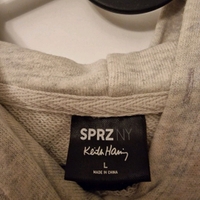 SPRZ NY
Keith Haring
L
MADE IN CHINA